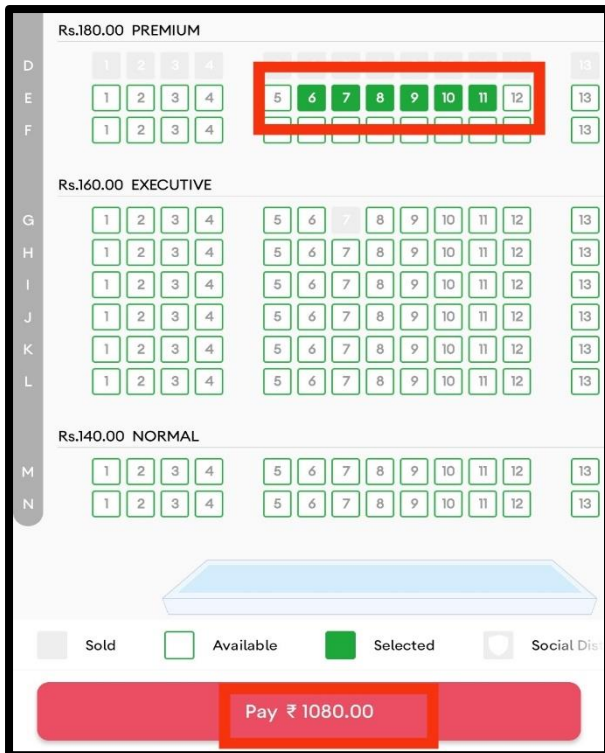 Rs.180.00 PREMIUM
D 1 2 3 4 13
E 1 2 3 4 5 6 7 8 9 10 11 12 13
F 1 2 3 4 13
Rs.160.00 EXECUTIVE
G 1 2 3 4 5 6 7 8 9 10 11 12 13
H 1 2 3 4 5 6 7 8 9 10 11 12 13
I 1 2 3 4 5 6 7 8 9 10 11 12 13
J 1 2 3 4 5 6 7 8 9 10 11 12 13
K 1 2 3 4 5 6 7 8 9 10 11 12 13
L 1 2 3 4 5 6 7 8 9 10 11 12 13
Rs.140.00 NORMAL
M 1 2 3 4 5 6 7 8 9 10 11 12 13
N 1 2 3 4 5 6 7 8 9 10 11 12 13
Sold Available Selected Social
Pay ₹ 1080.00